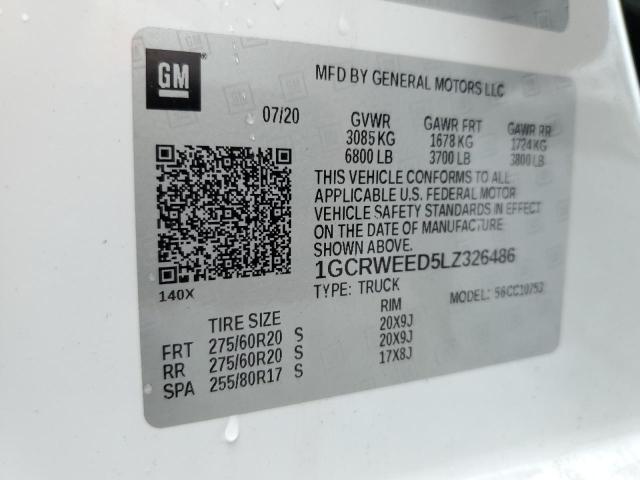 GM
MFD BY GENERAL MOTORS LLC
07/20 GVWR GAWR FRT GAWR RR
3085 KG 1678 KG 1724 KG
6800 LB 3700 LB 3800 LB
THIS VEHICLE CONFORMS TO ALL
APPLICABLE U.S. FEDERAL MOTOR
VEHICLE SAFETY STANDARDS IN EFFECT
ON THE DATE OF MANUFACTURE
SHOWN ABOVE.
1GCRWEED5LZ326486
140X TYPE: TRUCK MODEL: 56CC10753
TIRE SIZE RIM
FRT 275/60R20 S 20X9J
RR 275/60R20 S 20X9J
SPA 255/80R17 S 17X8J